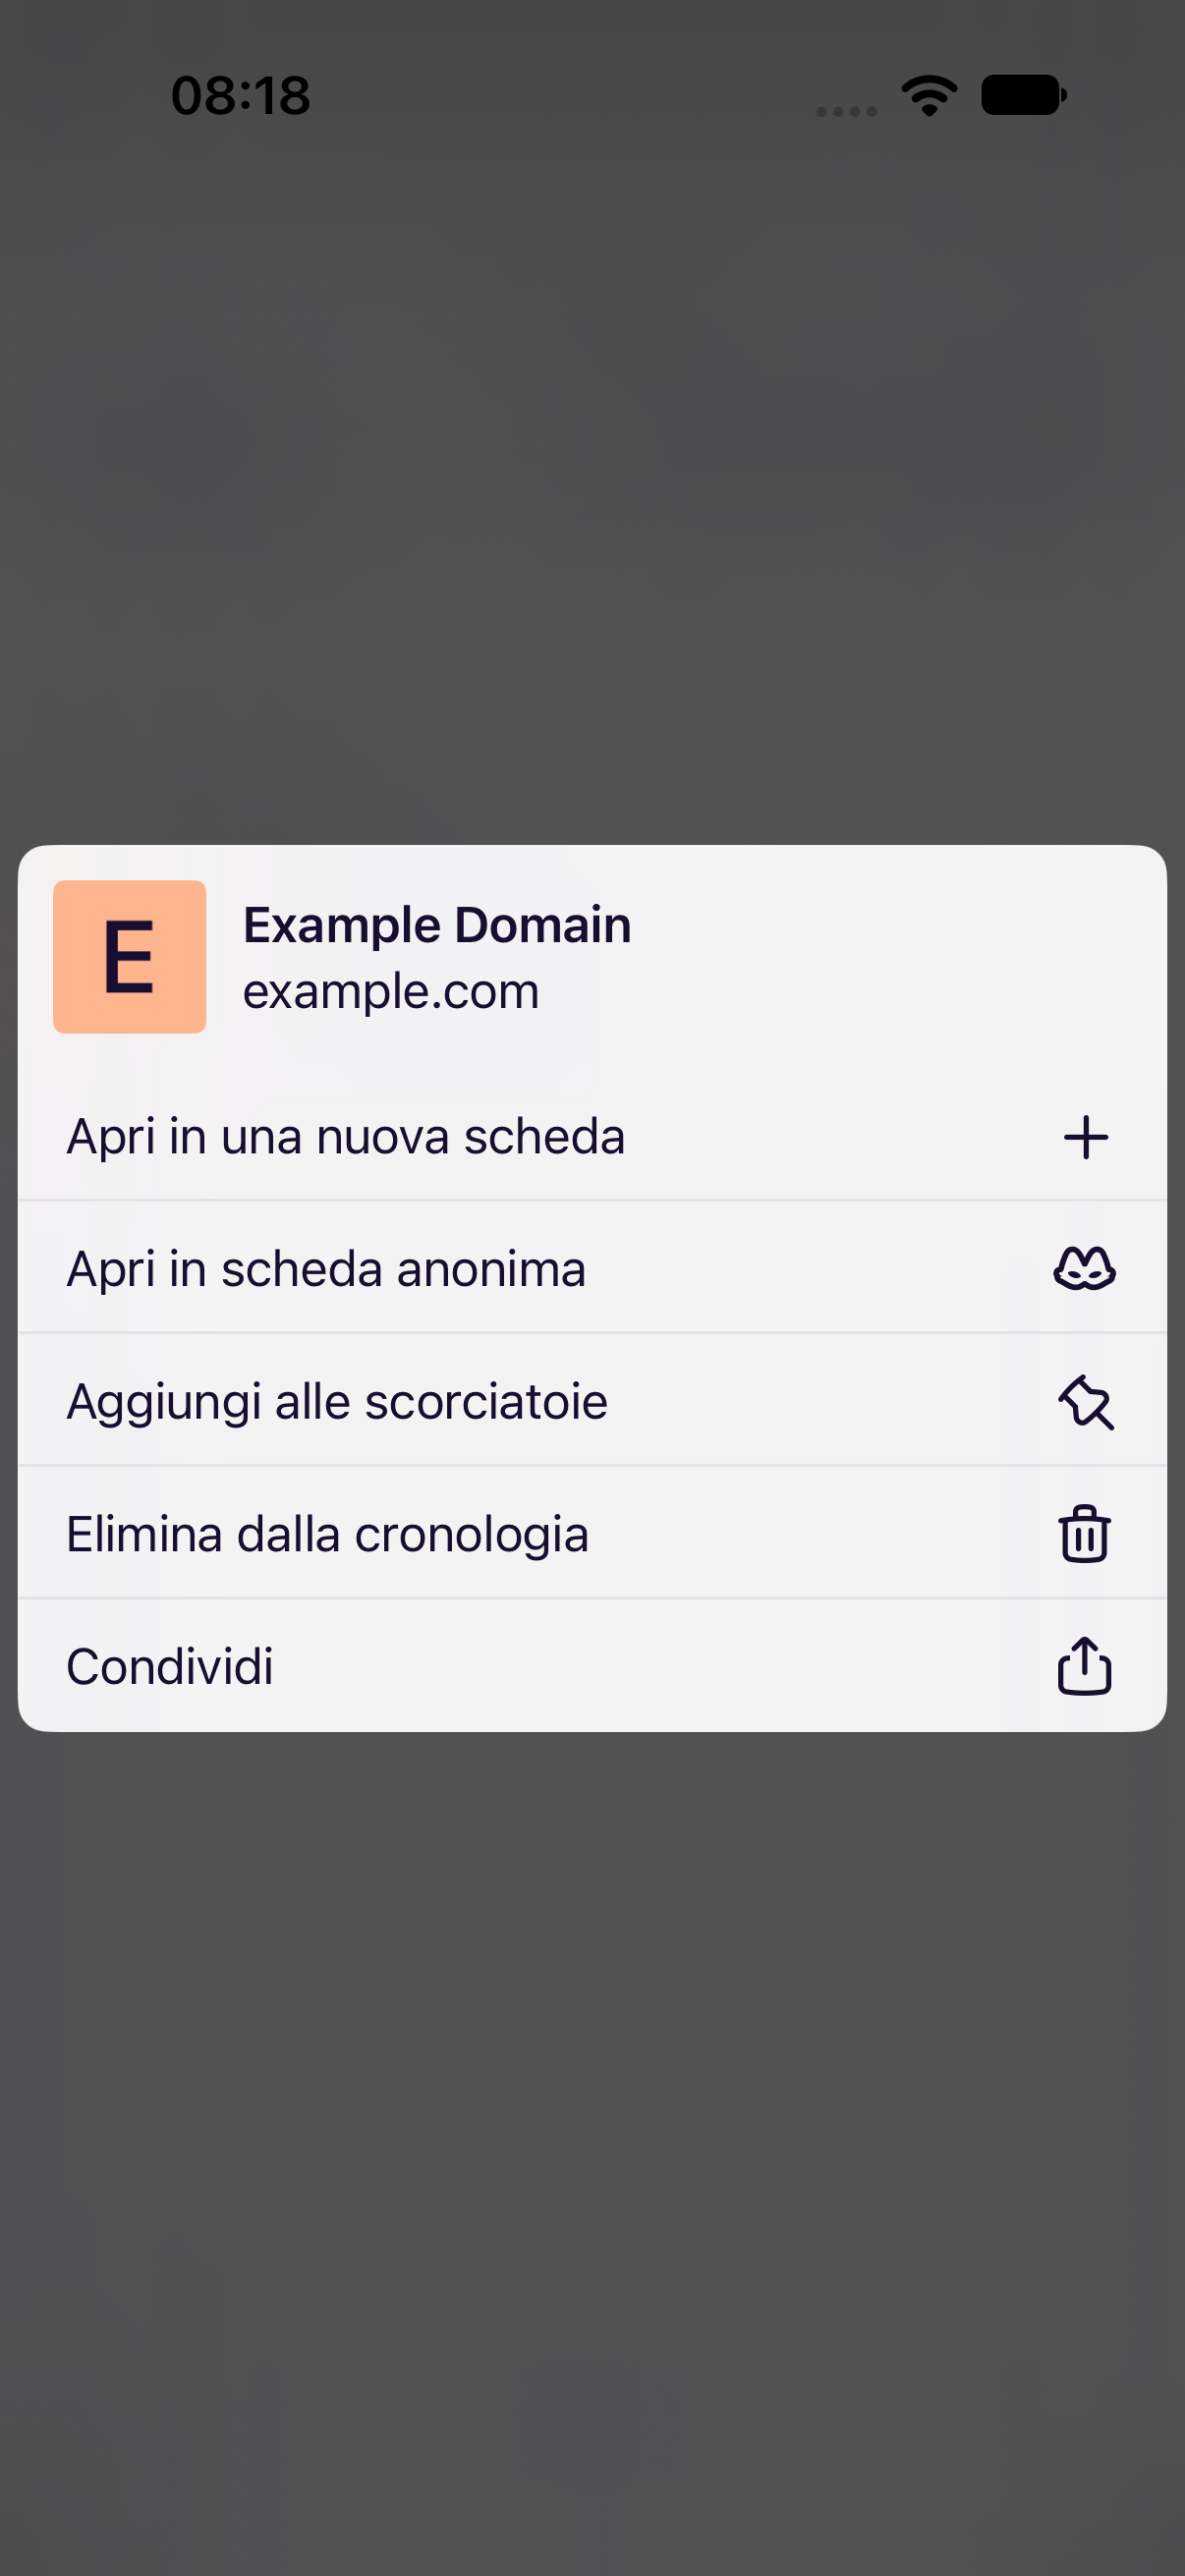 08:18
E
Example Domain
example.com
Apri in una nuova scheda
Apri in scheda anonima
Aggiungi alle scorciatoie
Elimina dalla cronologia
Condividi